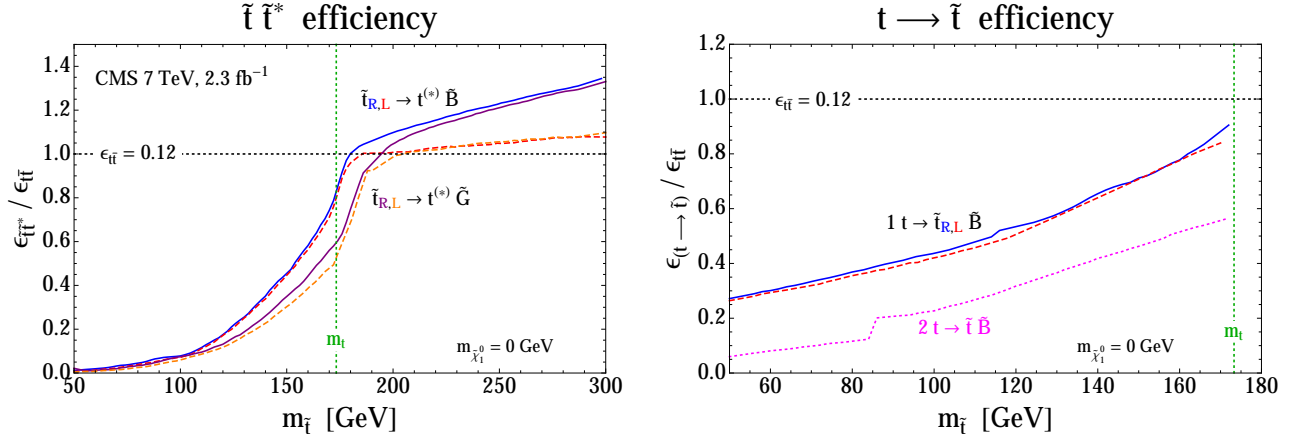 t̃ t̃* efficiency
CMS 7 TeV, 2.3 fb⁻¹
t̃R,L → t(*) B̃
ϵtt̄ = 0.12
t̃R,L → t(*) G̃
mt
mχ̃₁⁰ = 0 GeV
ϵt̃t̃* / ϵtt̄
0.0 0.2 0.4 0.6 0.8 1.0 1.2 1.4
50 100 150 200 250 300
mt̃ [GeV]
t ⟶ t̃ efficiency
ϵtt̄ = 0.12
1 t → t̃R,L B̃
2 t → t̃ B̃
mt
mχ̃₁⁰ = 0 GeV
ϵ(t ⟶ t̃) / ϵtt̄
0.0 0.2 0.4 0.6 0.8 1.0 1.2
60 80 100 120 140 160 180
mt̃ [GeV]